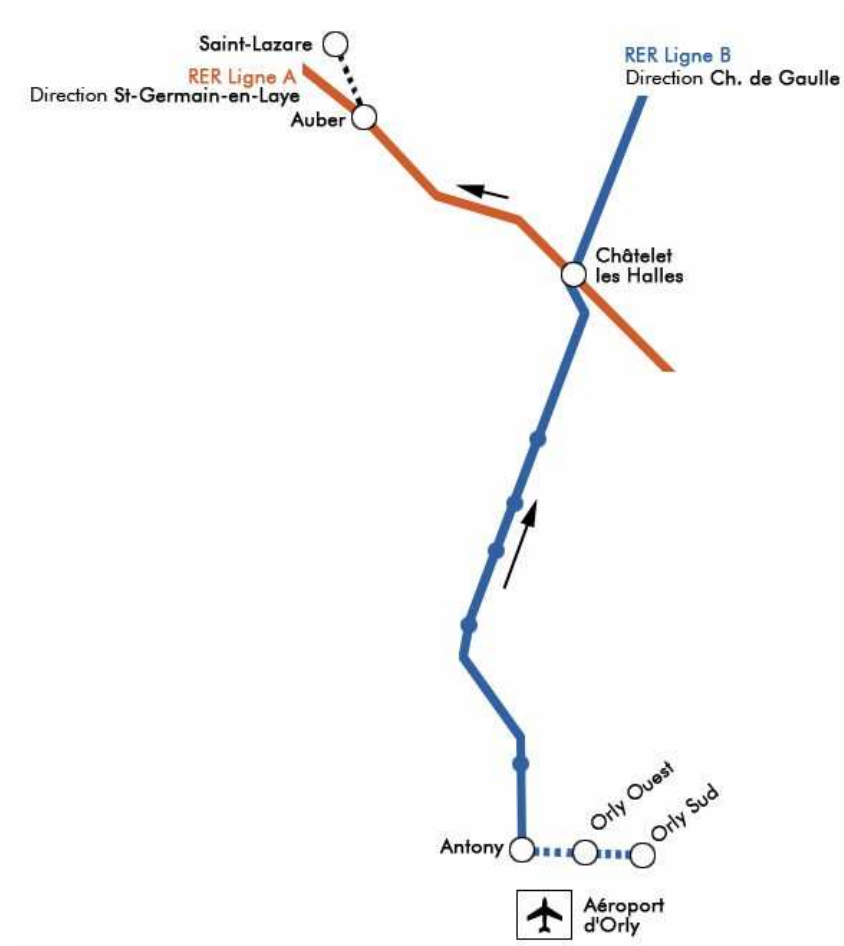 Saint-Lazare
RER Ligne A
Direction St-Germain-en-Laye
Auber
RER Ligne B
Direction Ch. de Gaulle
Châtelet
les Halles
Orly Ouest
Orly Sud
Antony
Aéroport
d'Orly